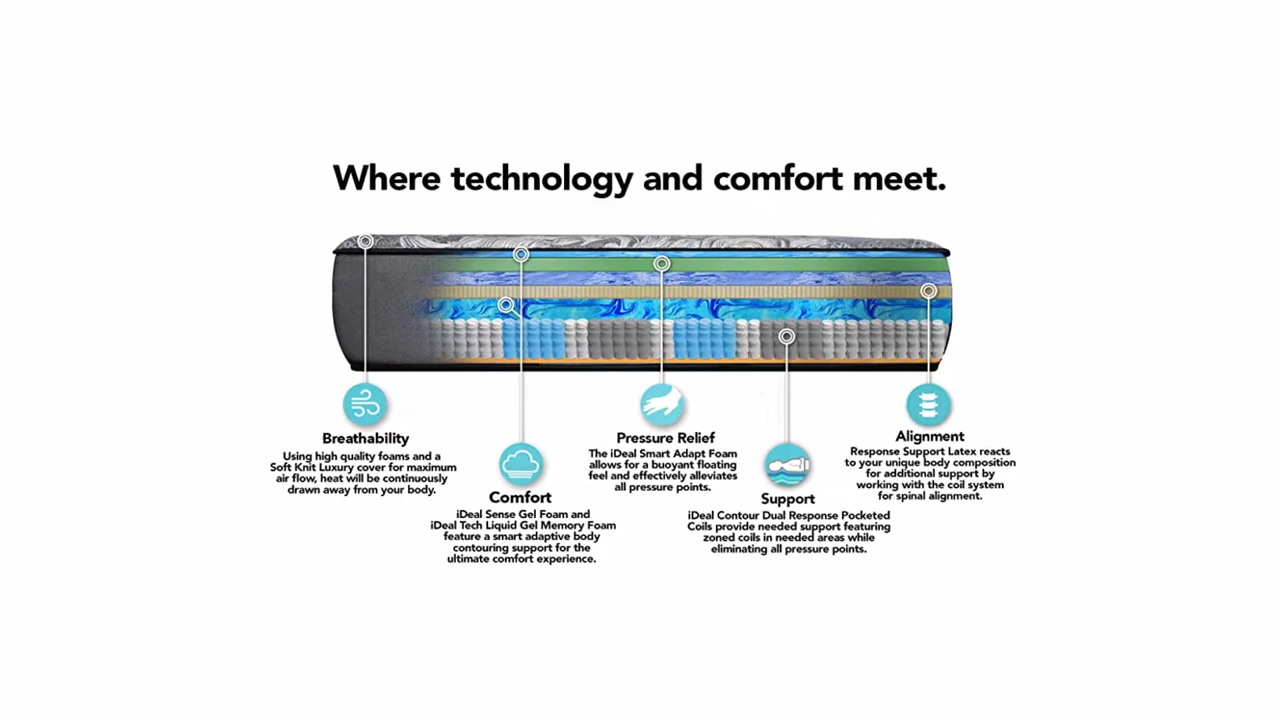 Where technology and comfort meet.
Breathability
Using high quality foams and a
Soft Knit Luxury cover for maximum
air flow, heat will be continuously
drawn away from your body.
Comfort
iDeal Sense Gel Foam and
iDeal Tech Liquid Gel Memory Foam
feature a smart adaptive body
contouring support for the
ultimate comfort experience.
Pressure Relief
The iDeal Smart Adapt Foam
allows for a buoyant floating
feel and effectively alleviates
all pressure points.
Support
iDeal Contour Dual Response Pocketed
Coils provide needed support featuring
zoned coils in needed areas while
eliminating all pressure points.
Alignment
Response Support Latex reacts
to your unique body composition
for additional support by
working with the coil system
for spinal alignment.